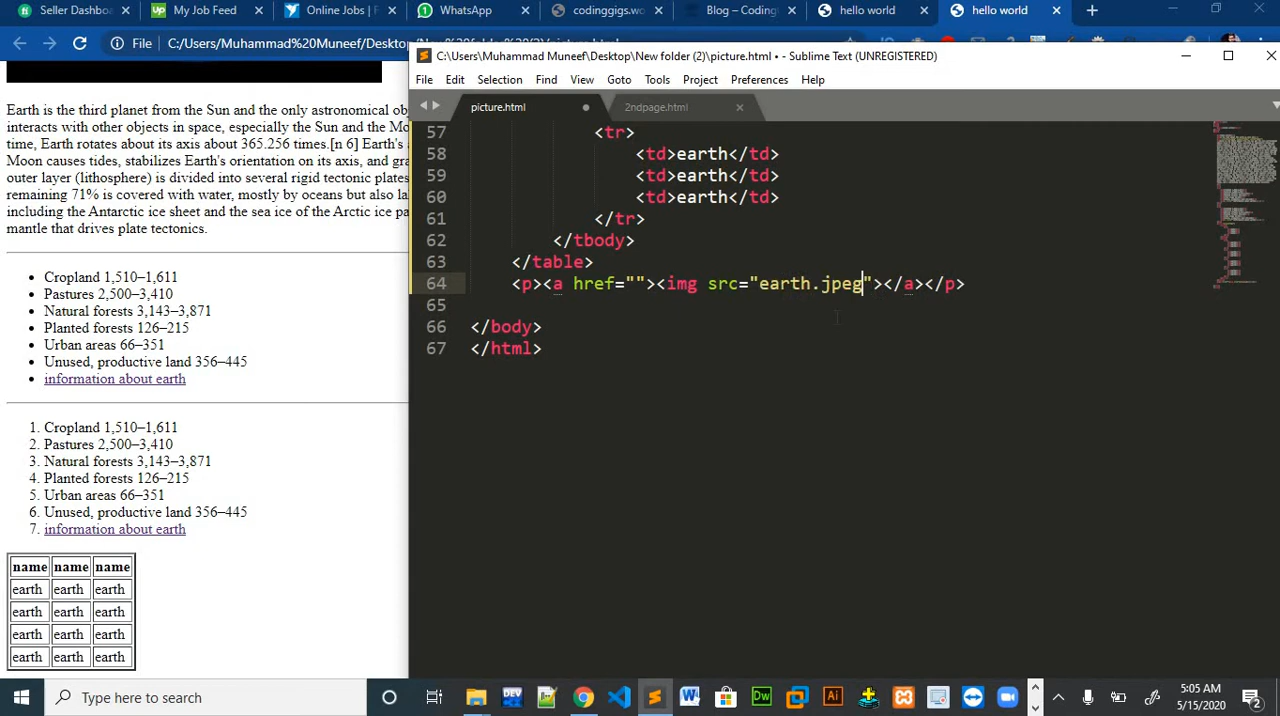 Seller Dashboa
My Job Feed
Online Jobs | F
WhatsApp
codinggigs.wo
Blog – Coding
hello world
hello world
File
C:/Users/Muhammad%20Muneef/Desktop
C:\Users\Muhammad Muneef\Desktop\New folder (2)\picture.html • - Sublime Text (UNREGISTERED)
File Edit Selection Find View Goto Tools Project Preferences Help
picture.html
2ndpage.html
Earth is the third planet from the Sun and the only astronomical ob
interacts with other objects in space, especially the Sun and the Mo
time, Earth rotates about its axis about 365.256 times.[n 6] Earth's a
Moon causes tides, stabilizes Earth's orientation on its axis, and gra
outer layer (lithosphere) is divided into several rigid tectonic plates
remaining 71% is covered with water, mostly by oceans but also la
including the Antarctic ice sheet and the sea ice of the Arctic ice pa
mantle that drives plate tectonics.
• Cropland 1,510–1,611
• Pastures 2,500–3,410
• Natural forests 3,143–3,871
• Planted forests 126–215
• Urban areas 66–351
• Unused, productive land 356–445
• information about earth
1. Cropland 1,510–1,611
2. Pastures 2,500–3,410
3. Natural forests 3,143–3,871
4. Planted forests 126–215
5. Urban areas 66–351
6. Unused, productive land 356–445
7. information about earth
name name name
earth earth earth
earth earth earth
earth earth earth
earth earth earth
57 <tr>
58 <td>earth</td>
59 <td>earth</td>
60 <td>earth</td>
61 </tr>
62 </tbody>
63 </table>
64 <p><a href=""><img src="earth.jpeg"></a></p>
65
66 </body>
67 </html>
Type here to search
DEV
Dw
Ai
5:05 AM
5/15/2020
2